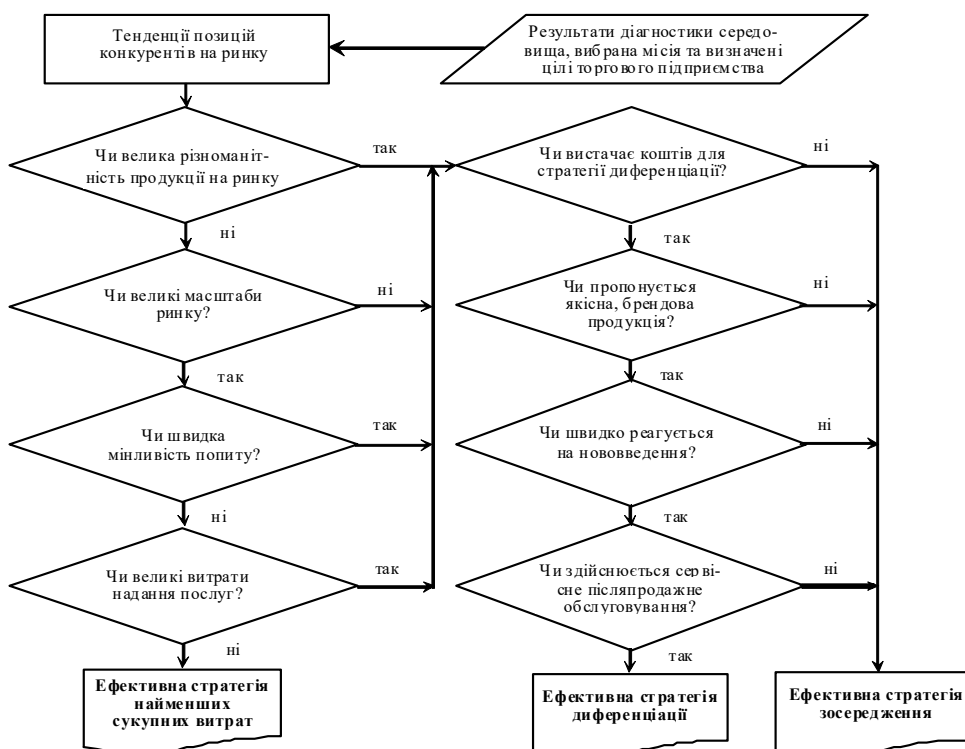 Тенденції позицій
конкурентів на ринку
Результати діагностики середо-
вища, вибрана місія та визначені
цілі торгового підприємства
Чи велика різноманіт-
ність продукції на ринку
так
Чи вистачає коштів для
стратегії диференціації?
ні
ні
так
Чи великі масштаби
ринку?
ні
Чи пропонується
якісна, брендова
продукція?
ні
так
так
Чи швидка
мінливість попиту?
так
Чи швидко реагується
на нововведення?
ні
ні
так
Чи великі витрати
надання послуг?
так
Чи здійснюється серві-
сне післяпродажне
обслуговування?
ні
ні
так
Ефективна стратегія
найменших
сукупних витрат
Ефективна стратегія
диференціації
Ефективна стратегія
зосередження